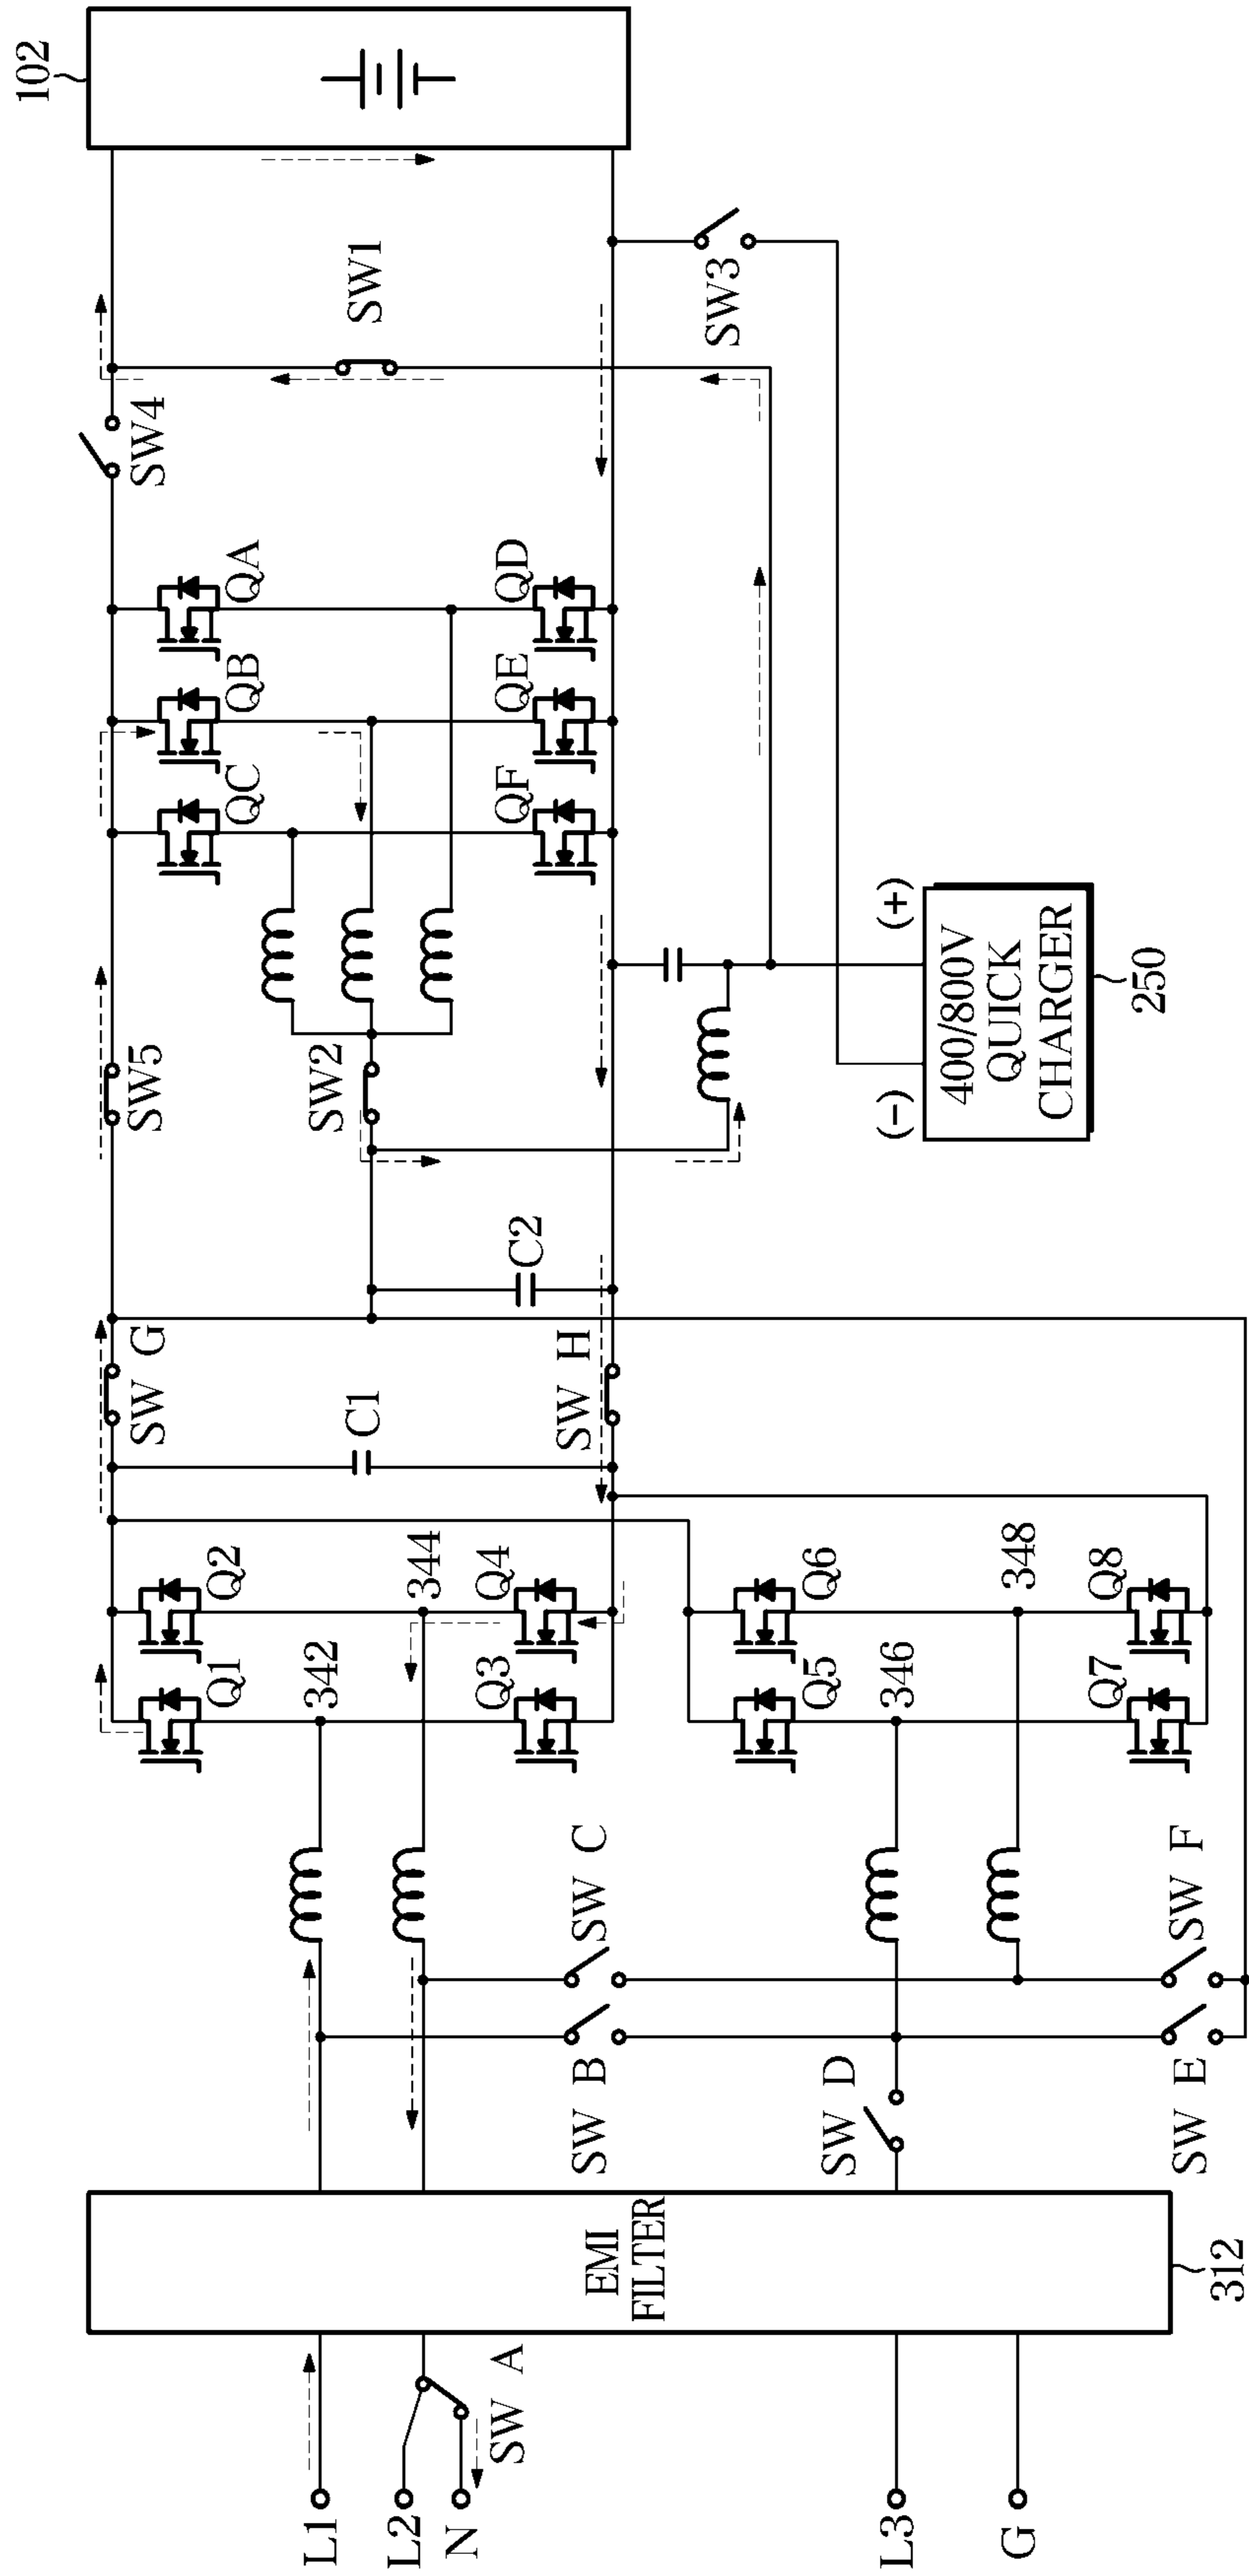 102
SW1
SW4
SW3
QA
QB
QC
QD
QE
QF
SW5
SW2
(+)
(-)
400/800V
QUICK
CHARGER
250
C2
SW G
SW H
C1
Q2
Q1
342
344
Q4
Q3
Q6
Q5
346
348
Q8
Q7
SW C
SW B
SW F
SW E
SW D
EMI
FILTER
312
SW A
L1
L2
N
L3
G